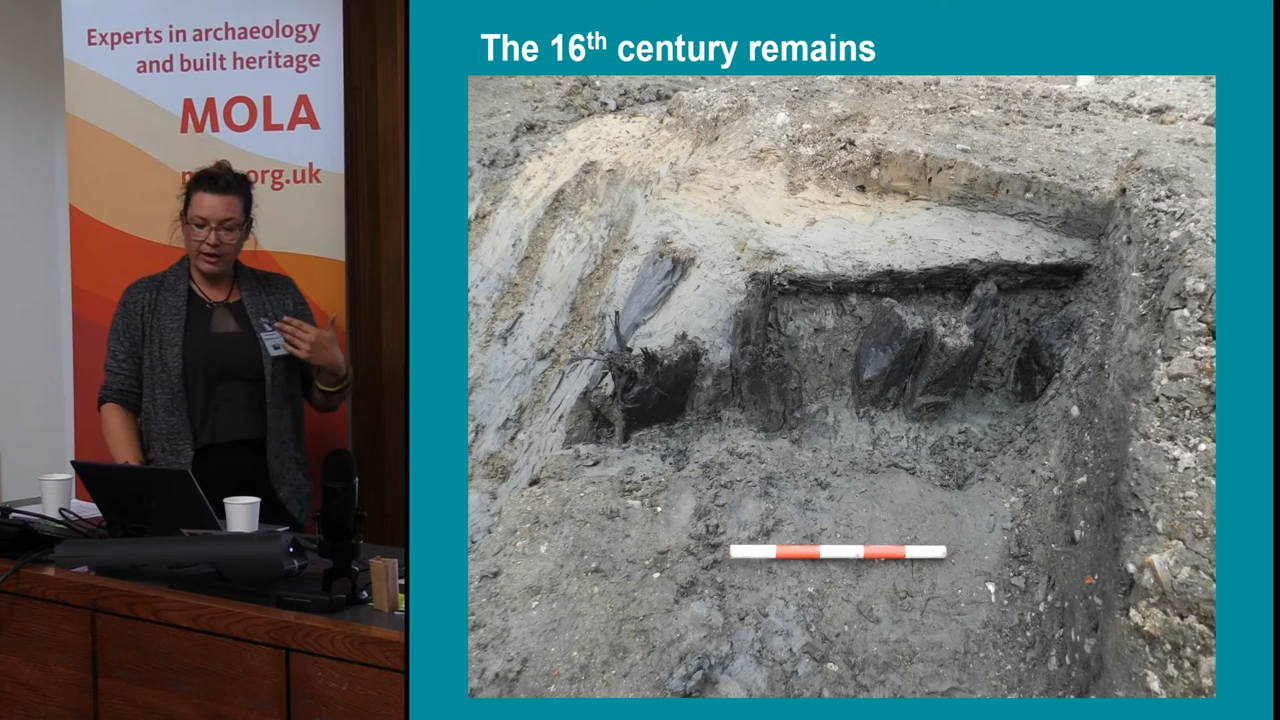 Experts in archaeology
and built heritage
MOLA
org.uk
The 16th century remains